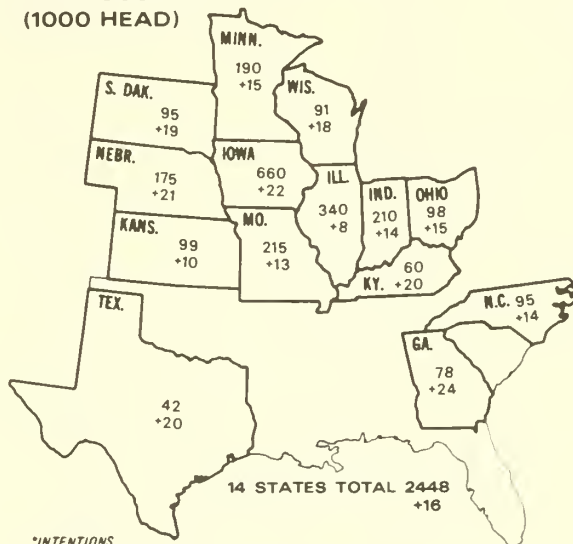 (1000 HEAD)
MINN.
190
+15
S. DAK.
95
+19
WIS.
91
+18
NEBR.
175
+21
IOWA
660
+22
ILL.
340
+8
IND.
210
+14
OHIO
98
+15
KANS.
99
+10
MO.
215
+13
KY.
60
+20
N.C. 95
+14
TEX.
42
+20
GA.
78
+24
14 STATES TOTAL 2448
+16
*INTENTIONS